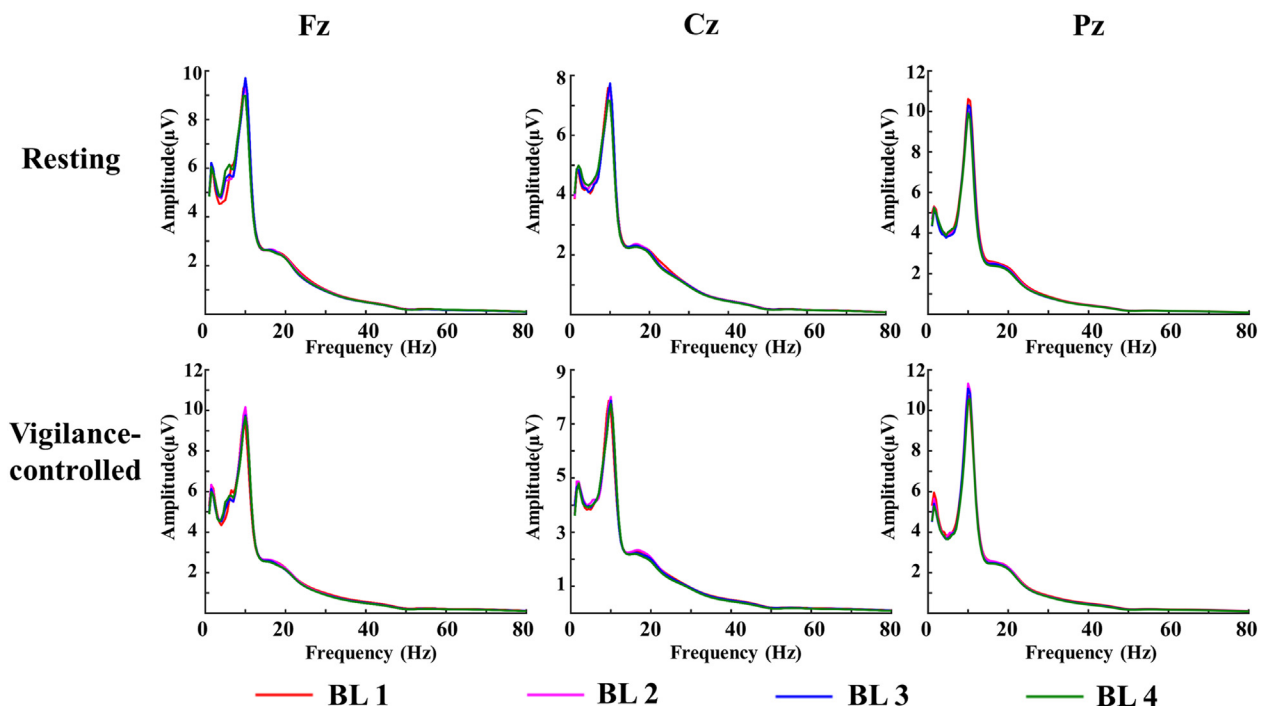 Fz Cz Pz
Resting
Amplitude(μV)
10
8
6
4
2
0 20 40 60 80
Frequency (Hz)
Amplitude(μV)
8
6
4
2
0 20 40 60 80
Frequency (Hz)
Amplitude(μV)
12
10
8
6
4
2
0 20 40 60 80
Frequency (Hz)
Vigilance-
controlled
Amplitude(μV)
12
10
8
6
4
2
0 20 40 60 80
Frequency (Hz)
Amplitude(μV)
9
7
5
3
1
0 20 40 60 80
Frequency (Hz)
Amplitude(μV)
12
10
8
6
4
2
0 20 40 60 80
Frequency (Hz)
BL 1 BL 2 BL 3 BL 4